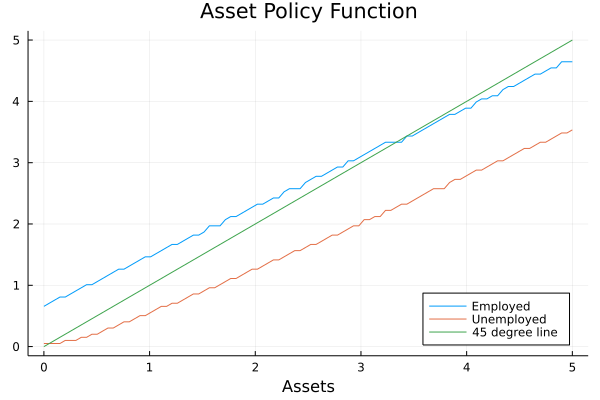 Asset Policy Function
5
4
3
2
1
0
Employed
Unemployed
45 degree line
0 1 2 3 4 5
Assets